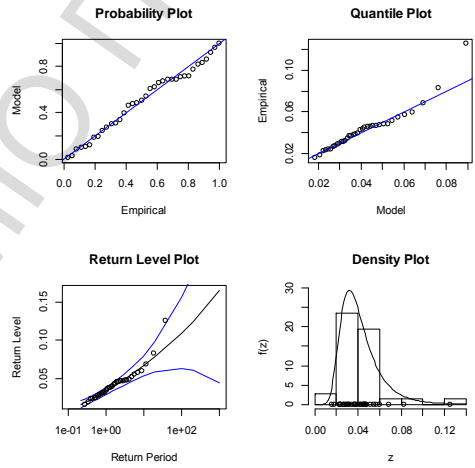 Probability Plot
Model
0.0 0.4 0.8
0.0 0.2 0.4 0.6 0.8 1.0
Empirical
Quantile Plot
Empirical
0.02 0.06 0.10
0.02 0.04 0.06 0.08
Model
Return Level Plot
Return Level
0.05 0.15
1e-01 1e+00 1e+02
Return Period
Density Plot
f(z)
0 5 10 20 30
0.00 0.04 0.08 0.12
z